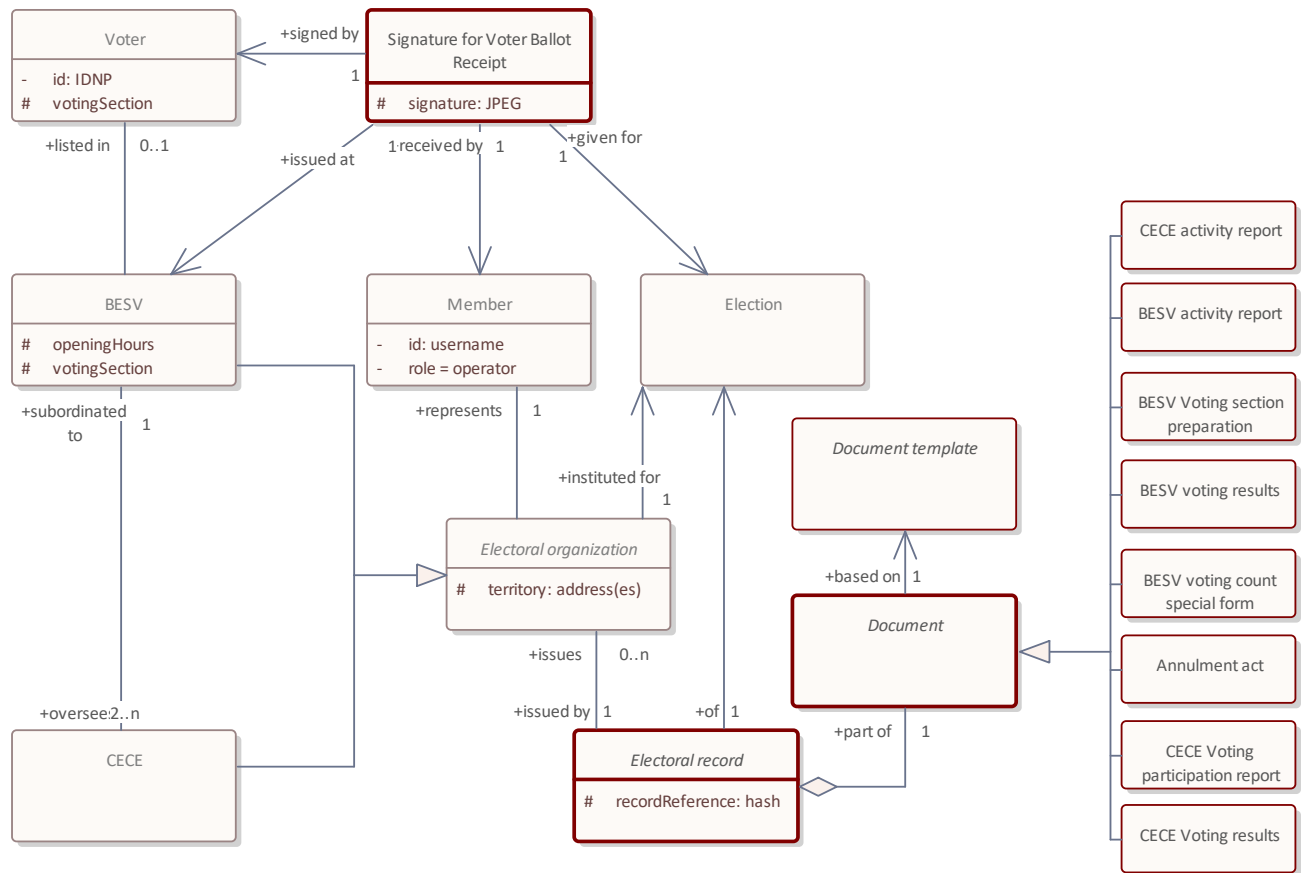 Voter
- id: IDNP
# votingSection
+signed by
1
Signature for Voter Ballot
Receipt
# signature: JPEG
+listed in
0..1
+issued at
1
received by
1
+given for
1
BESV
# openingHours
# votingSection
Member
- id: username
- role = operator
Election
+subordinated
to
1
+represents
1
+instituted for
1
Electoral organization
# territory: address(es)
+issues
0..n
+issued by
1
+of
1
+oversee
2..n
CECE
Electoral record
# recordReference: hash
Document template
+based on
1
Document
+part of
1
CECE activity report
BESV activity report
BESV Voting section
preparation
BESV voting results
BESV voting count
special form
Annulment act
CECE Voting
participation report
CECE Voting results